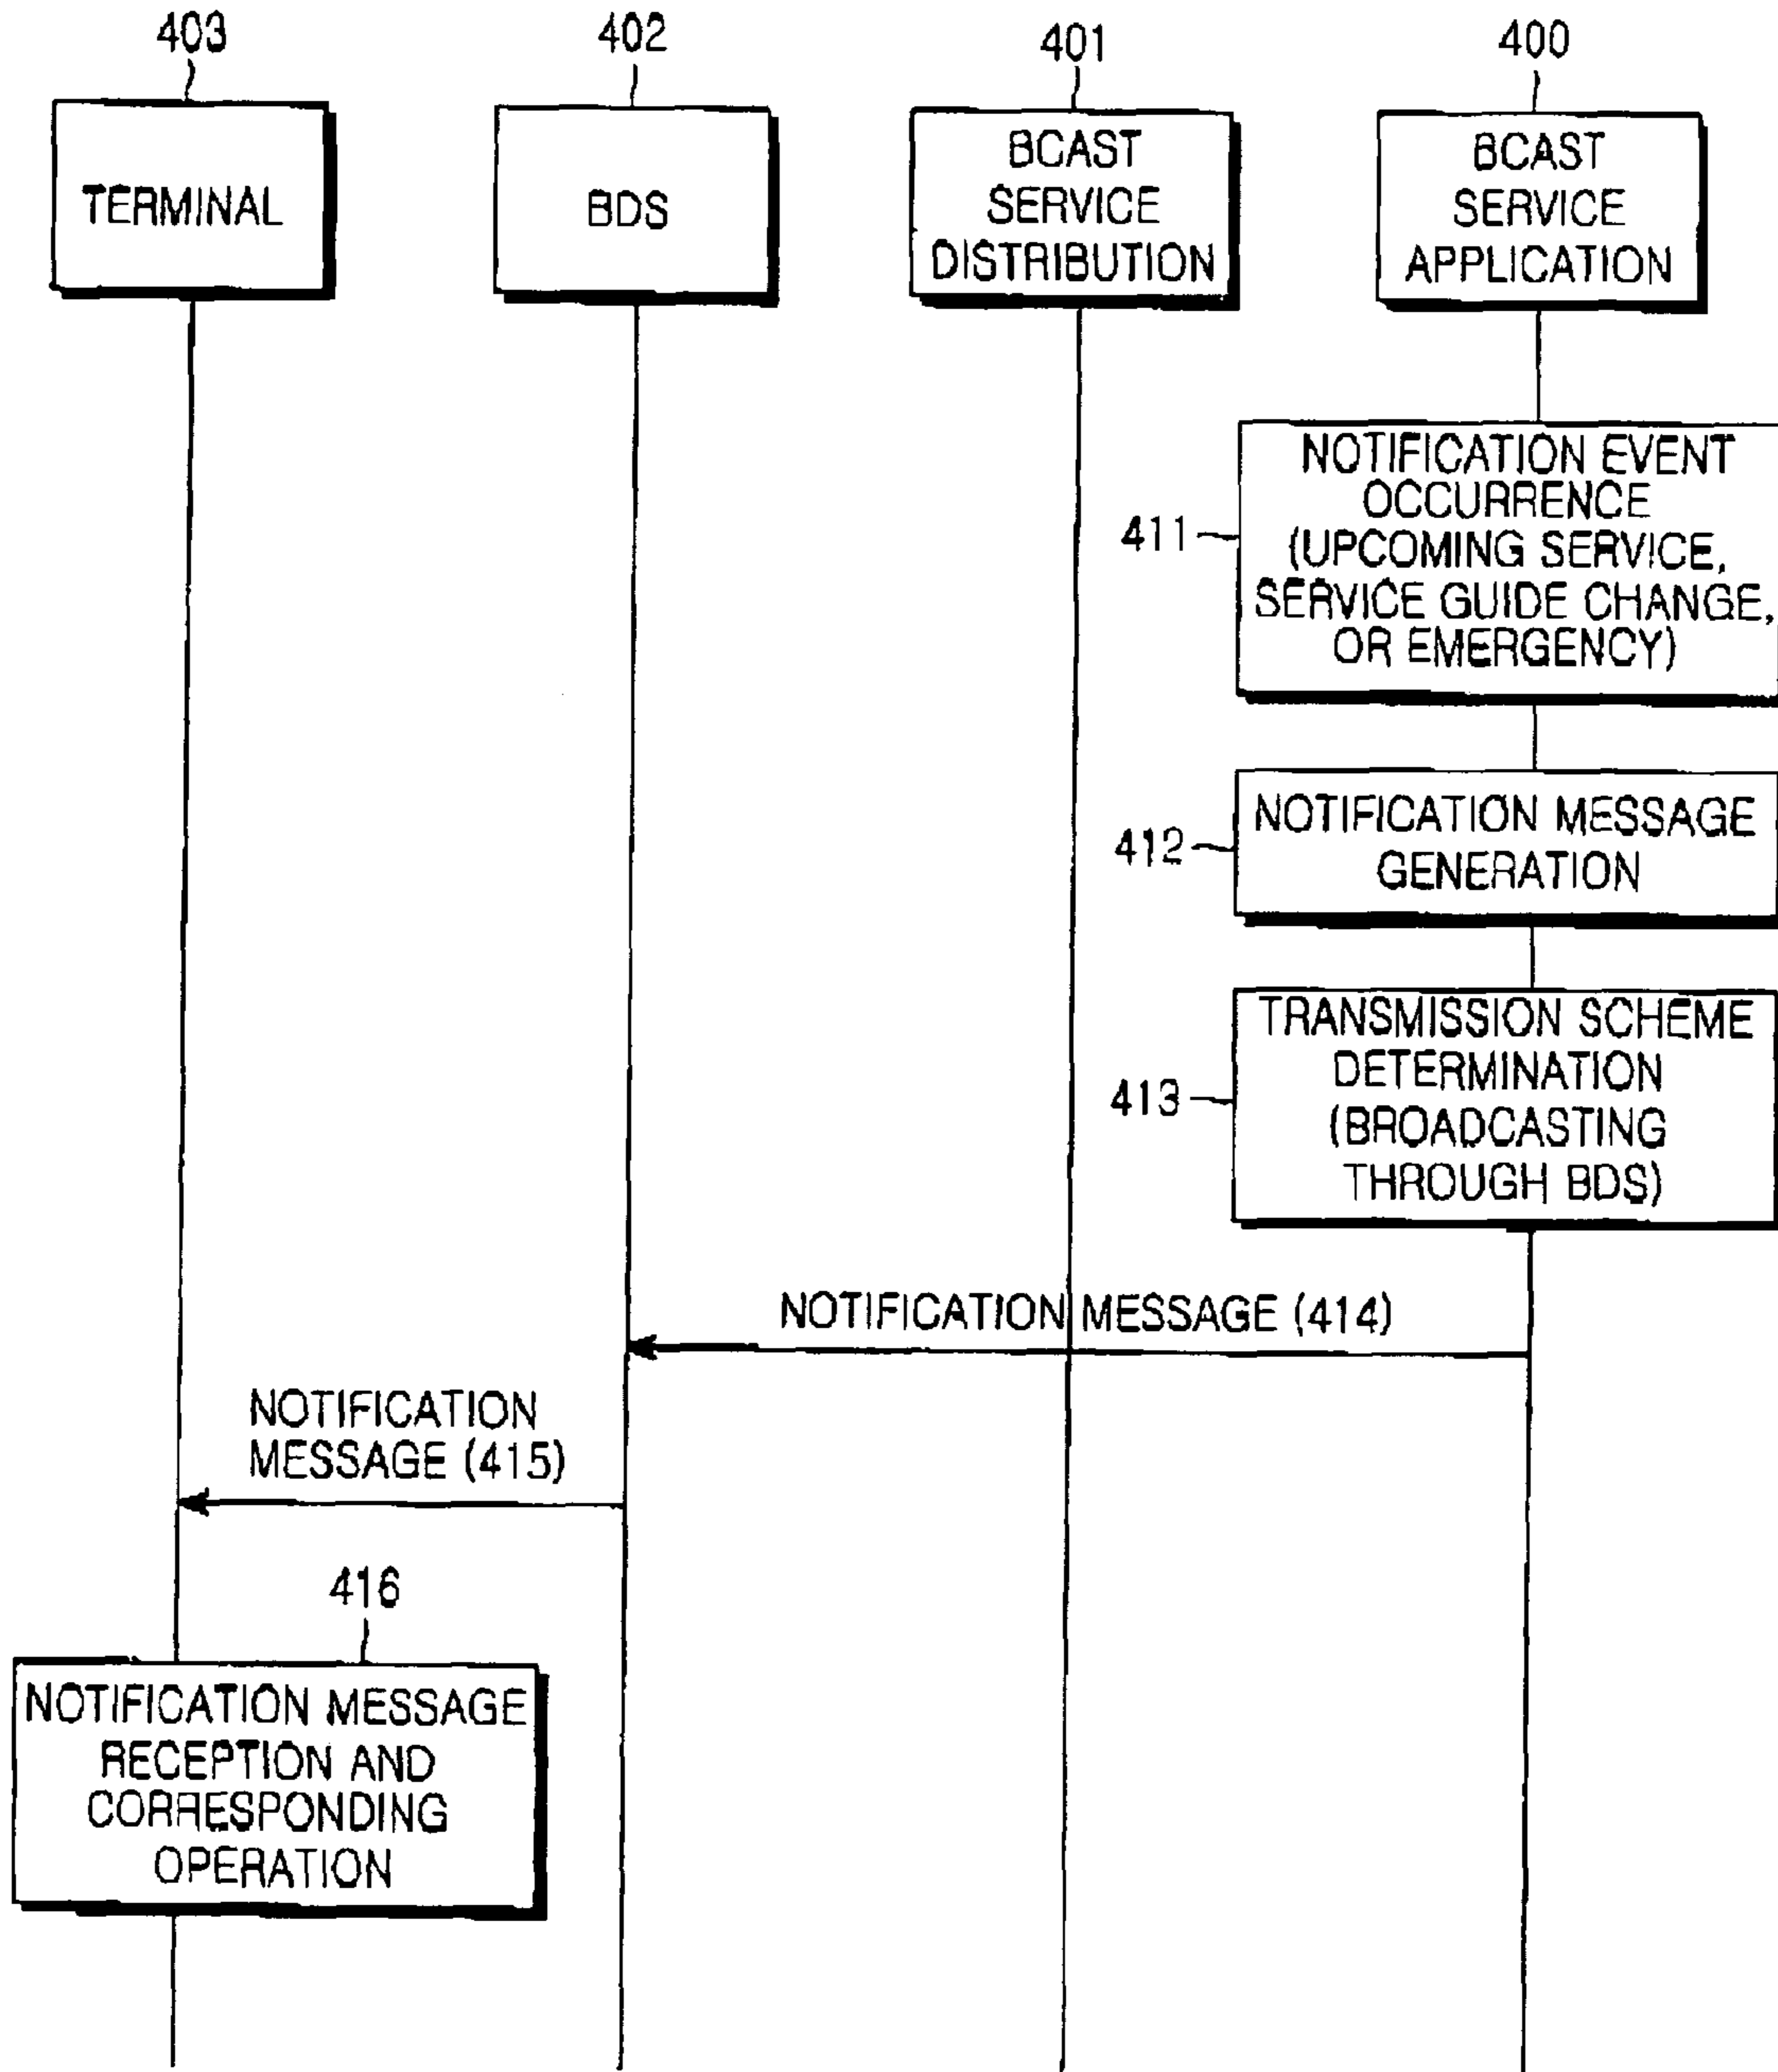 403
402
401
400
TERMINAL
BDS
BCAST
SERVICE
DISTRIBUTION
BCAST
SERVICE
APPLICATION
411
NOTIFICATION EVENT
OCCURRENCE
(UPCOMING SERVICE,
SERVICE GUIDE CHANGE,
OR EMERGENCY)
412
NOTIFICATION MESSAGE
GENERATION
413
TRANSMISSION SCHEME
DETERMINATION
(BROADCASTING
THROUGH BDS)
NOTIFICATION MESSAGE (414)
NOTIFICATION
MESSAGE (415)
416
NOTIFICATION MESSAGE
RECEPTION AND
CORRESPONDING
OPERATION